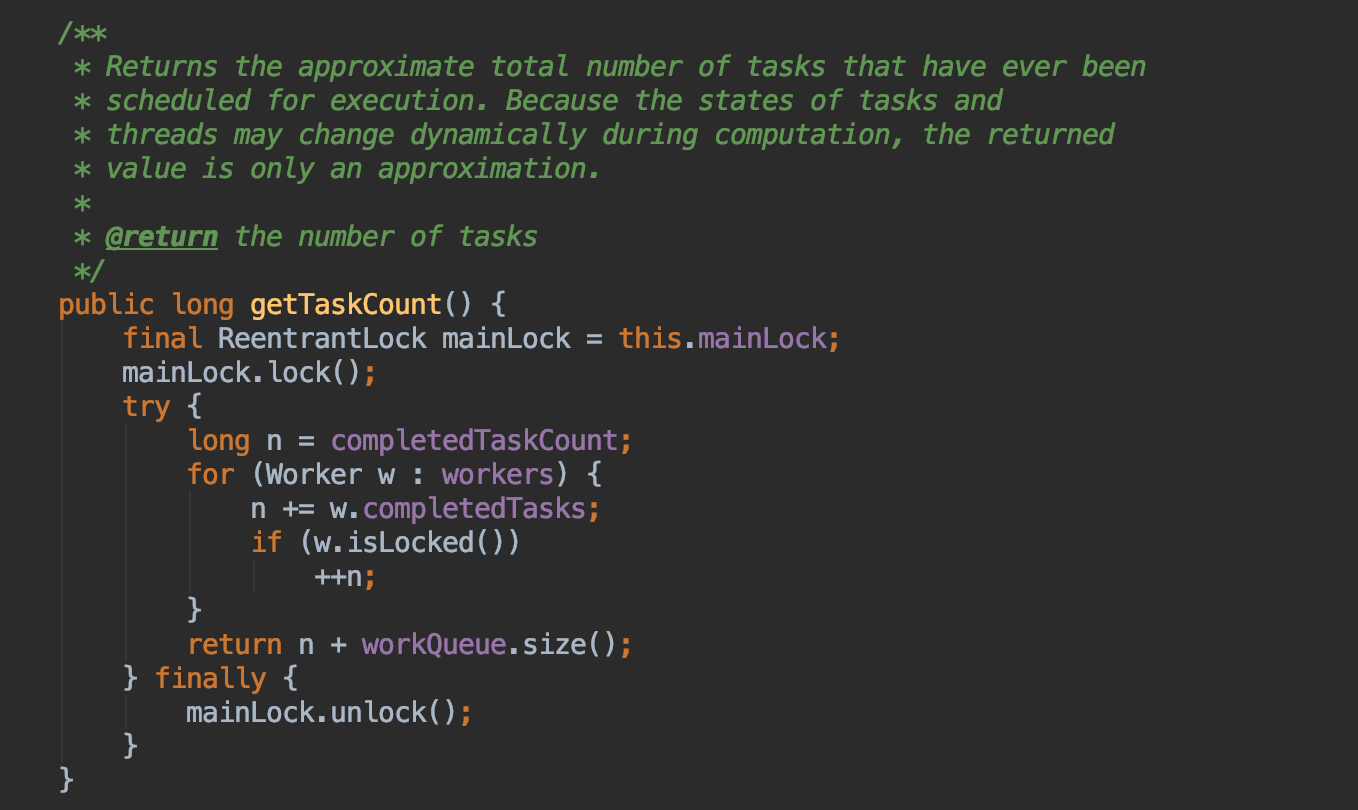 /**
 * Returns the approximate total number of tasks that have ever been
 * scheduled for execution. Because the states of tasks and
 * threads may change dynamically during computation, the returned
 * value is only an approximation.
 *
 * @return the number of tasks
 */
public long getTaskCount() {
    final ReentrantLock mainLock = this.mainLock;
    mainLock.lock();
    try {
        long n = completedTaskCount;
        for (Worker w : workers) {
            n += w.completedTasks;
            if (w.isLocked())
                ++n;
        }
        return n + workQueue.size();
    } finally {
        mainLock.unlock();
    }
}